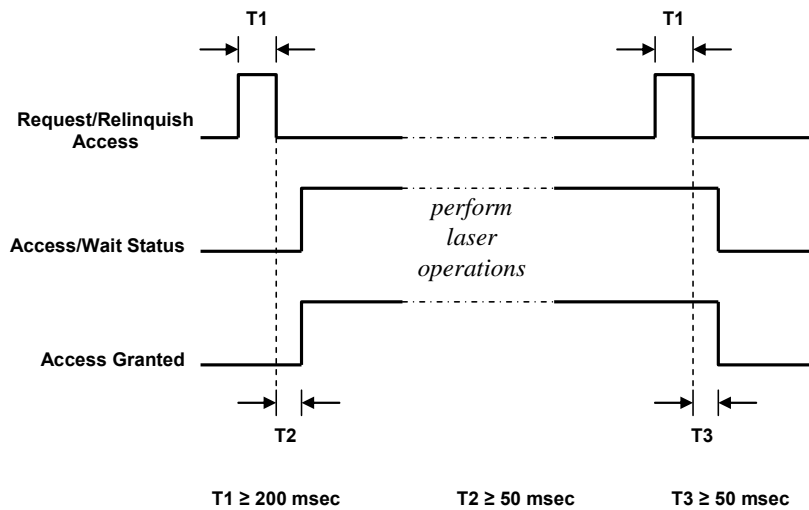 T1
T1
Request/Relinquish
Access
Access/Wait Status
perform
laser
operations
Access Granted
T2
T3
T1 ≥ 200 msec
T2 ≥ 50 msec
T3 ≥ 50 msec